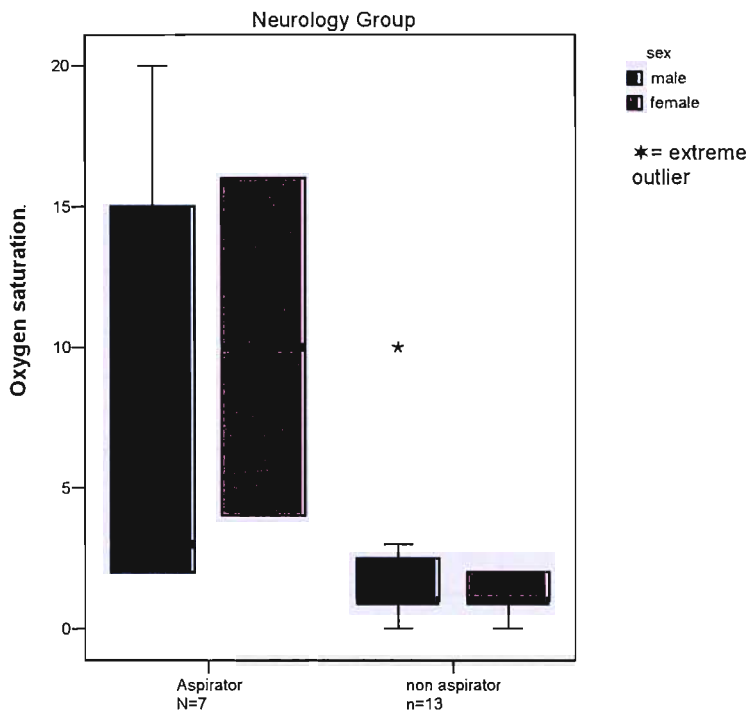 Neurology Group
Oxygen saturation.
20
15
10
5
0
Aspirator
N=7
non aspirator
n=13
sex
male
female
*= extreme
outlier